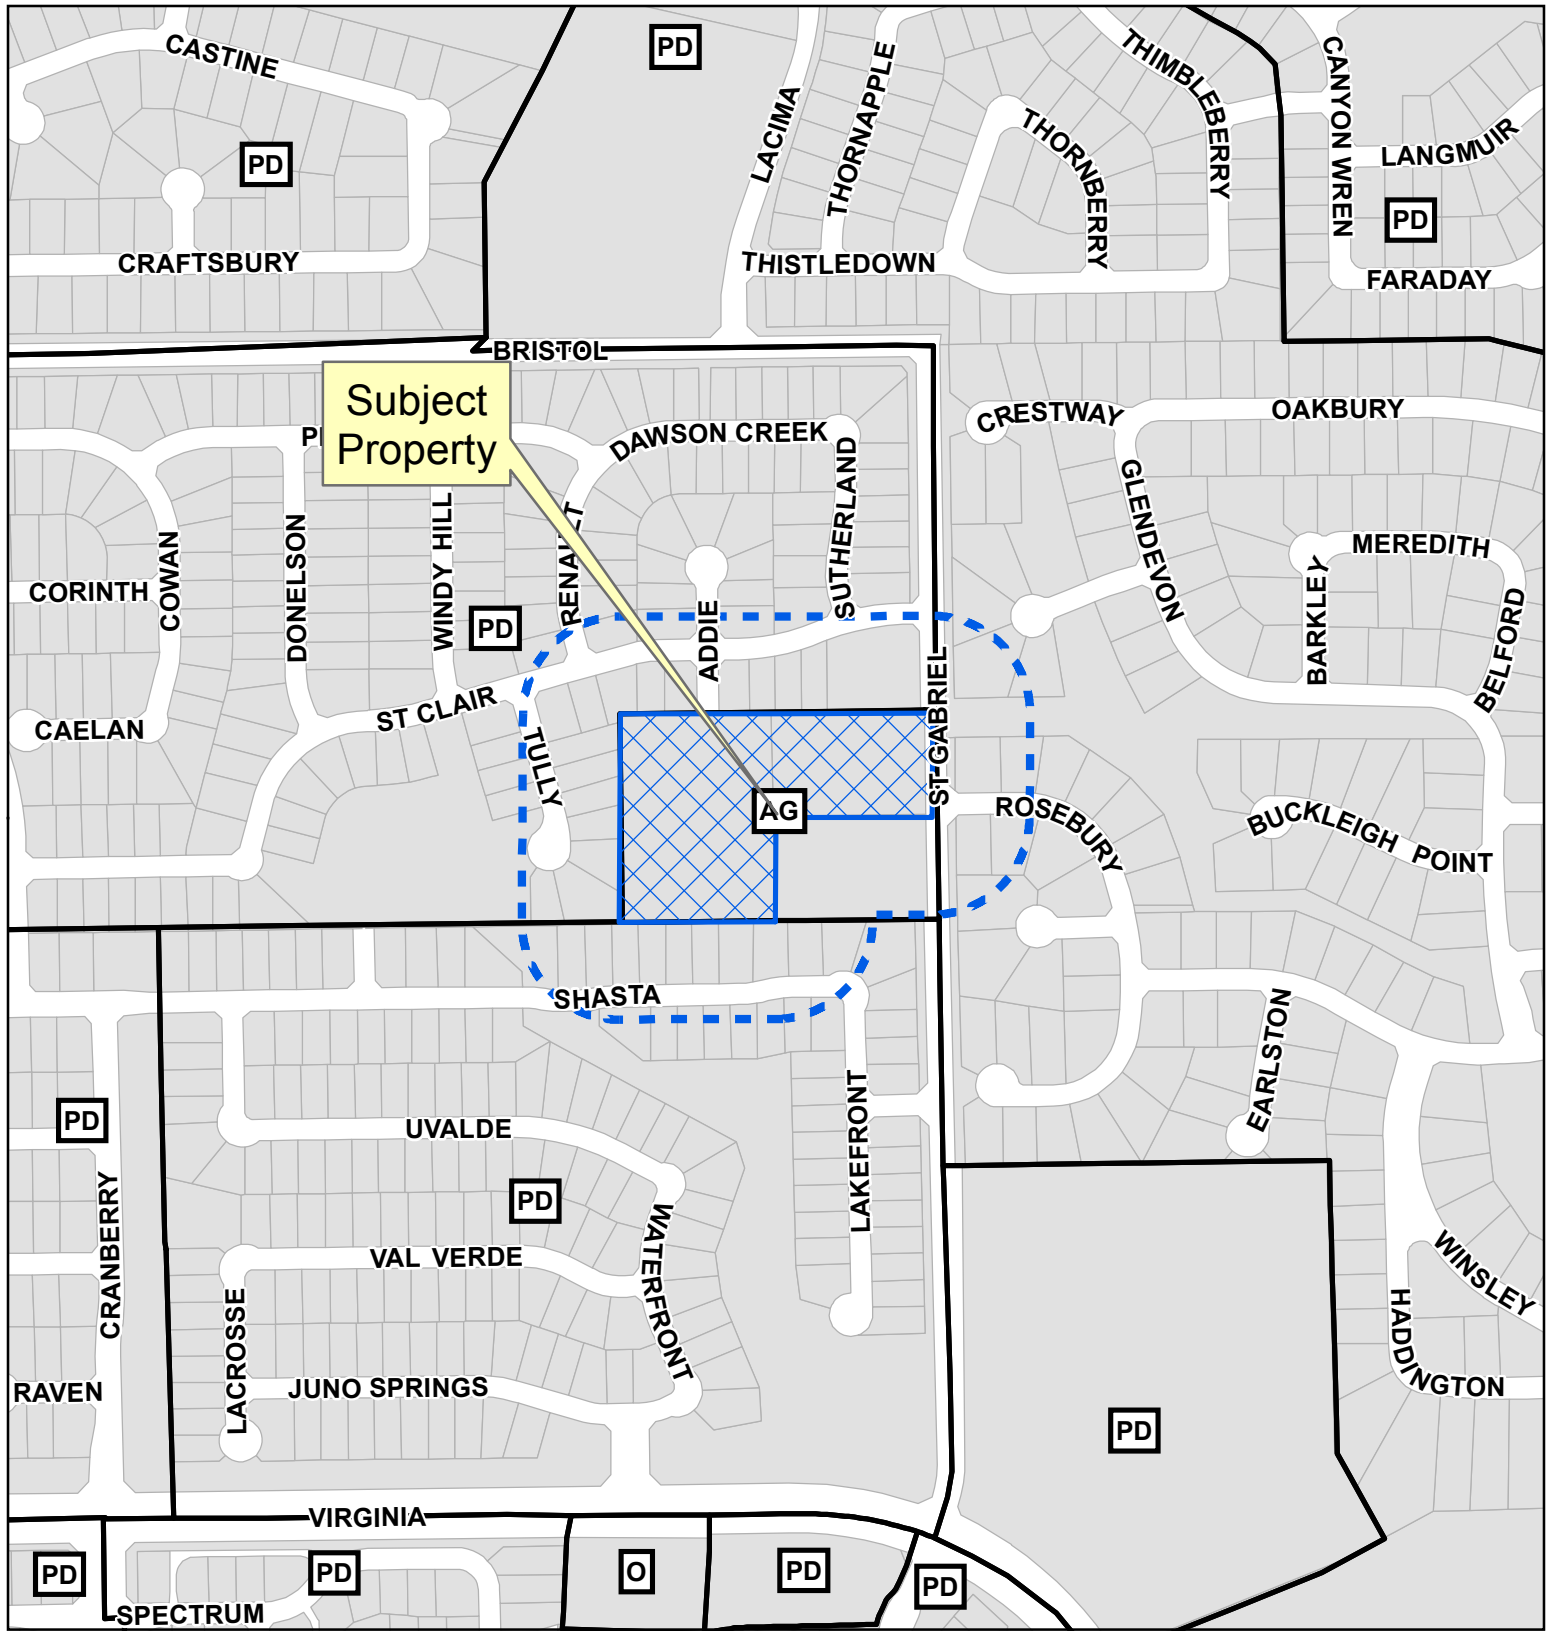 PD
CASTINE
THIMBLEBERRY
CANYON WREN
LACIMA
THORNAPPLE
THORNBERRY
LANGMUIR
PD
PD
CRAFTSBURY
THISTLEDOWN
FARADAY
BRISTOL
Subject
Property
CRESTWAY
OAKBURY
DAWSON CREEK
SUTHERLAND
GLENDEVON
COWAN
DONELSON
WINDY HILL
MEREDITH
BARKLEY
BELFORD
CORINTH
PD
ADDIE
ST GABRIEL
ST CLAIR
CAELAN
TULLY
AG
ROSEBURY
BUCKLEIGH POINT
SHASTA
EARLSTON
PD
UVALDE
LAKEFRONT
CRANBERRY
PD
WATERFRONT
VAL VERDE
WINSLEY
LACROSSE
HADDINGTON
RAVEN
JUNO SPRINGS
PD
VIRGINIA
PD
PD
O
PD
PD
SPECTRUM